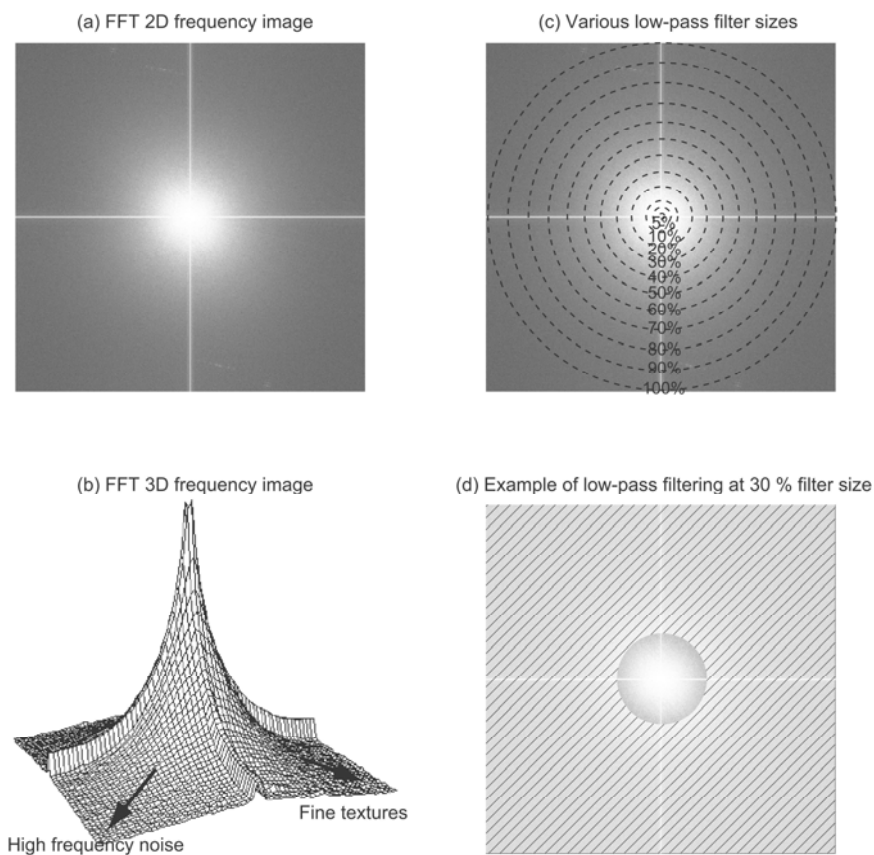 (a) FFT 2D frequency image
(c) Various low-pass filter sizes
5%
10%
20%
30%
40%
50%
60%
70%
80%
90%
100%
(b) FFT 3D frequency image
(d) Example of low-pass filtering at 30 % filter size
Fine textures
High frequency noise